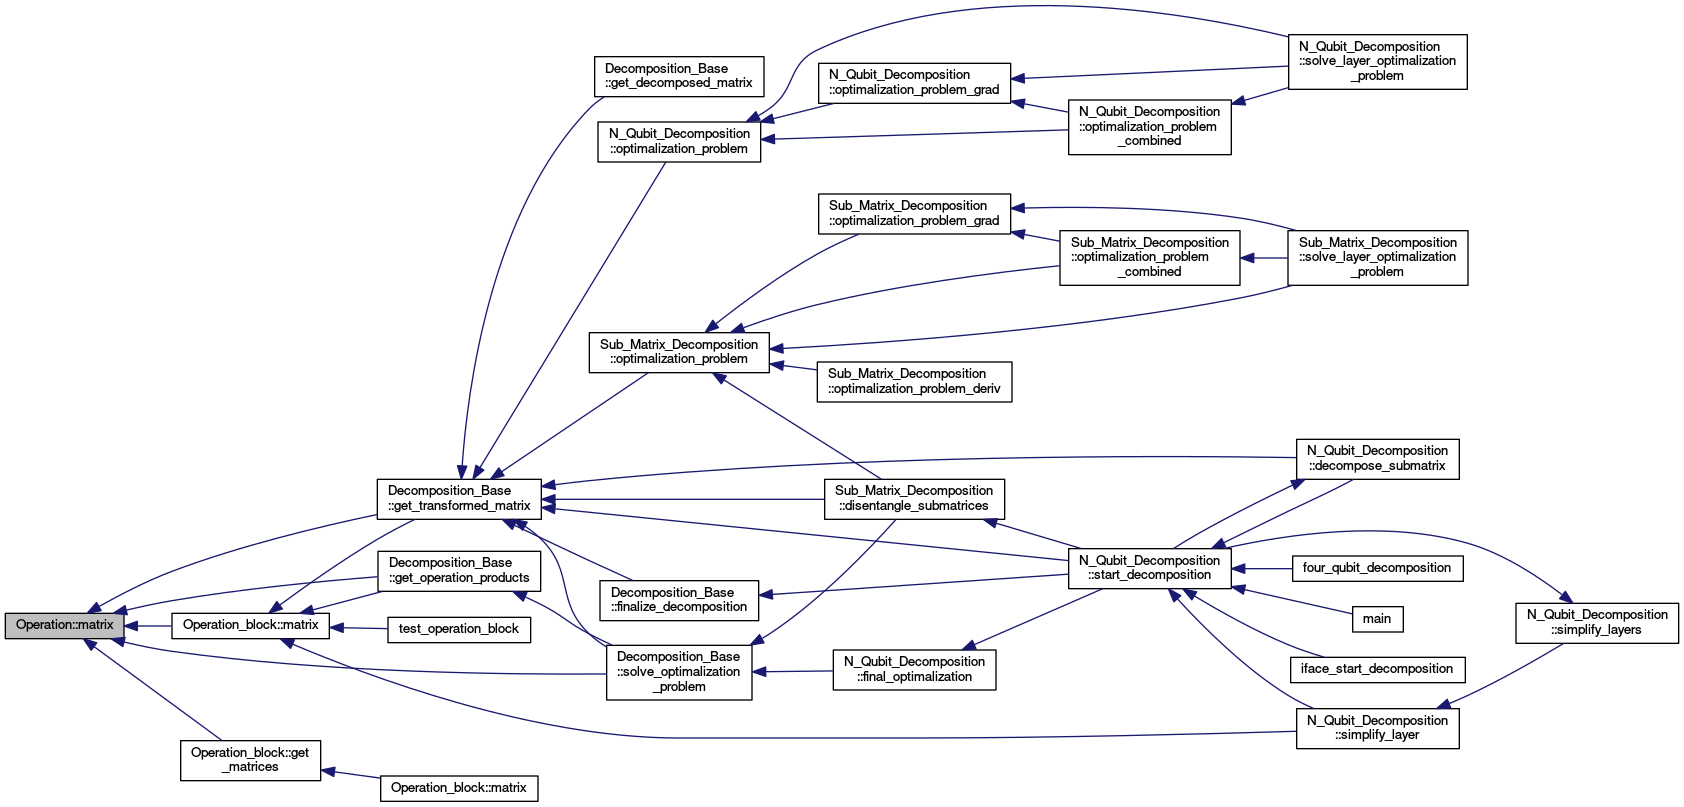 Operation::matrix
Decomposition_Base
::get_transformed_matrix
Decomposition_Base
::get_operation_products
Operation_block::matrix
test_operation_block
Operation_block::get
_matrices
Operation_block::matrix
Decomposition_Base
::get_decomposed_matrix
N_Qubit_Decomposition
::optimalization_problem
Sub_Matrix_Decomposition
::optimalization_problem
Decomposition_Base
::finalize_decomposition
Decomposition_Base
::solve_optimalization
_problem
N_Qubit_Decomposition
::optimalization_problem_grad
Sub_Matrix_Decomposition
::optimalization_problem_grad
Sub_Matrix_Decomposition
::optimalization_problem_deriv
Sub_Matrix_Decomposition
::disentangle_submatrices
N_Qubit_Decomposition
::final_optimalization
N_Qubit_Decomposition
::optimalization_problem
_combined
Sub_Matrix_Decomposition
::optimalization_problem
_combined
N_Qubit_Decomposition
::start_decomposition
N_Qubit_Decomposition
::solve_layer_optimalization
_problem
Sub_Matrix_Decomposition
::solve_layer_optimalization
_problem
N_Qubit_Decomposition
::decompose_submatrix
four_qubit_decomposition
main
iface_start_decomposition
N_Qubit_Decomposition
::simplify_layer
N_Qubit_Decomposition
::simplify_layers